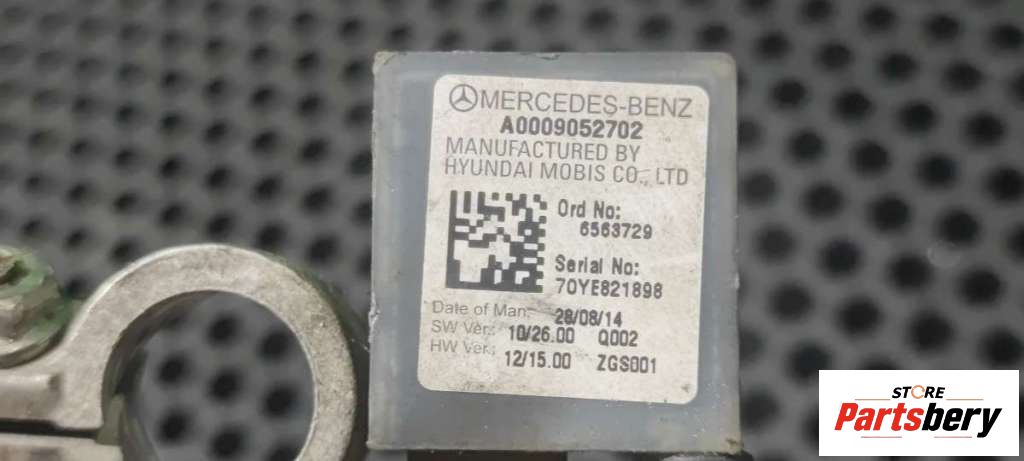 MERCEDES-BENZ
A0009052702
MANUFACTURED BY
HYUNDAI MOBIS CO., LTD
Ord No:
6563729
Serial No:
70YE821898
Date of Man: 28/08/14
SW Ver.: 10/26.00 Q002
HW Ver.: 12/15.00 ZGS001
STORE
Partsbery